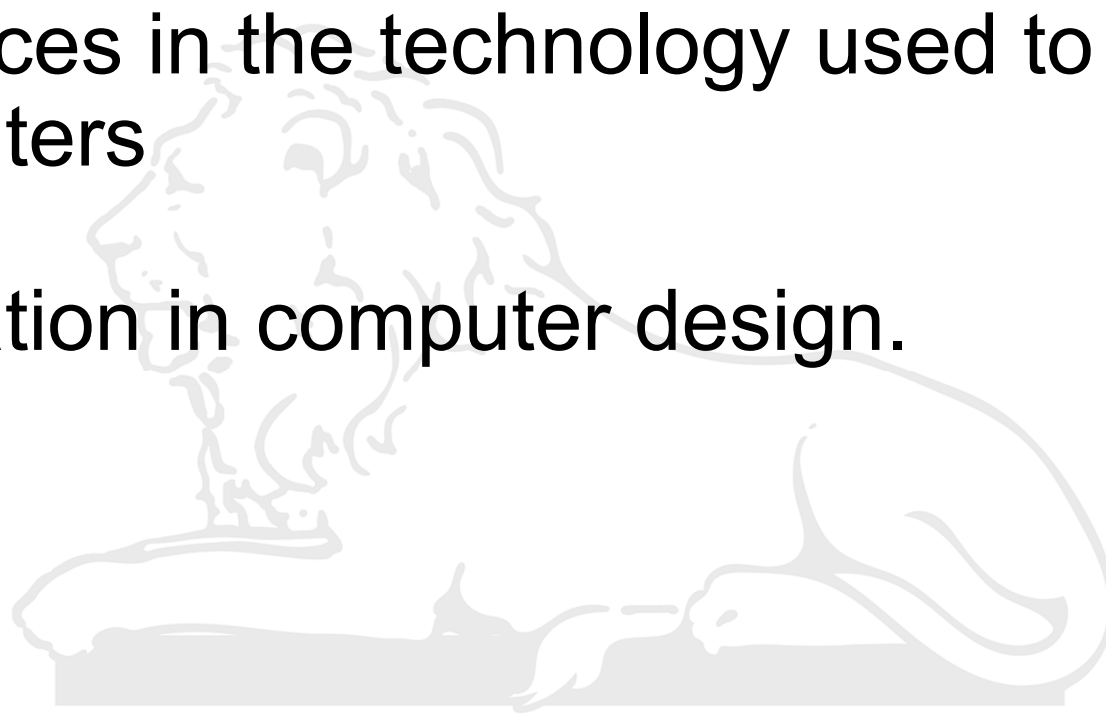 ces in the technology used to
ters
tion in computer design.